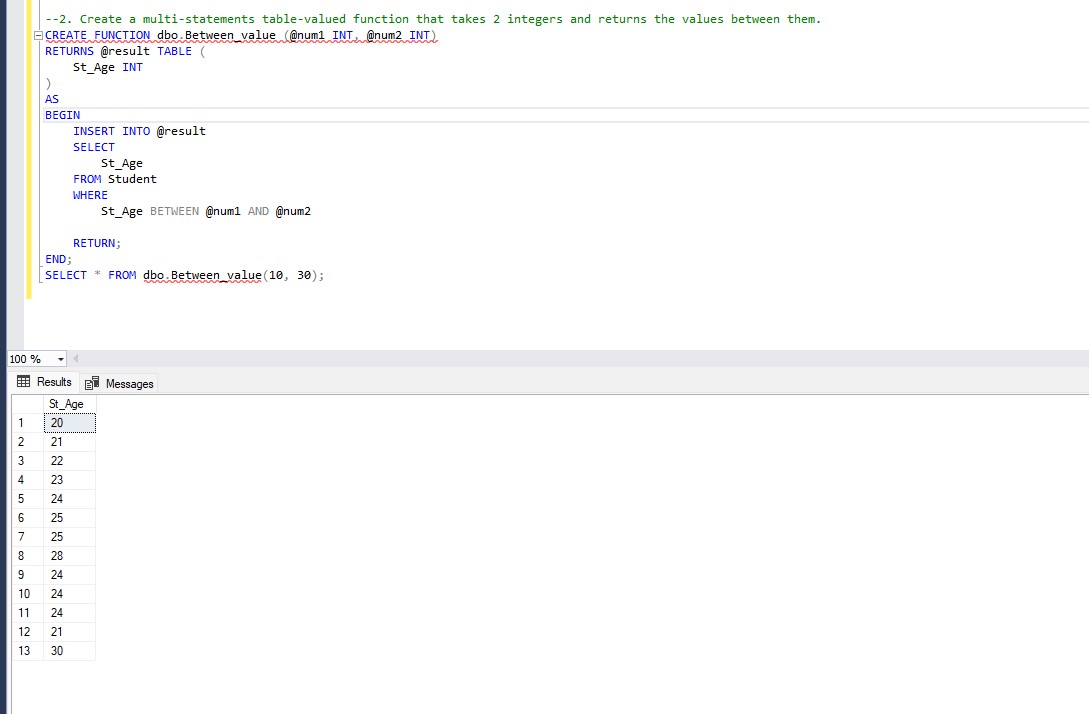 --2. Create a multi-statements table-valued function that takes 2 integers and returns the values between them.
CREATE FUNCTION dbo.Between_value (@num1 INT, @num2 INT)
RETURNS @result TABLE (
St_Age INT
)
AS
BEGIN
INSERT INTO @result
SELECT
St_Age
FROM Student
WHERE
St_Age BETWEEN @num1 AND @num2
RETURN;
END;
SELECT * FROM dbo.Between_value(10, 30);
100 %
Results Messages
St_Age
1 20
2 21
3 22
4 23
5 24
6 25
7 25
8 28
9 24
10 24
11 24
12 21
13 30